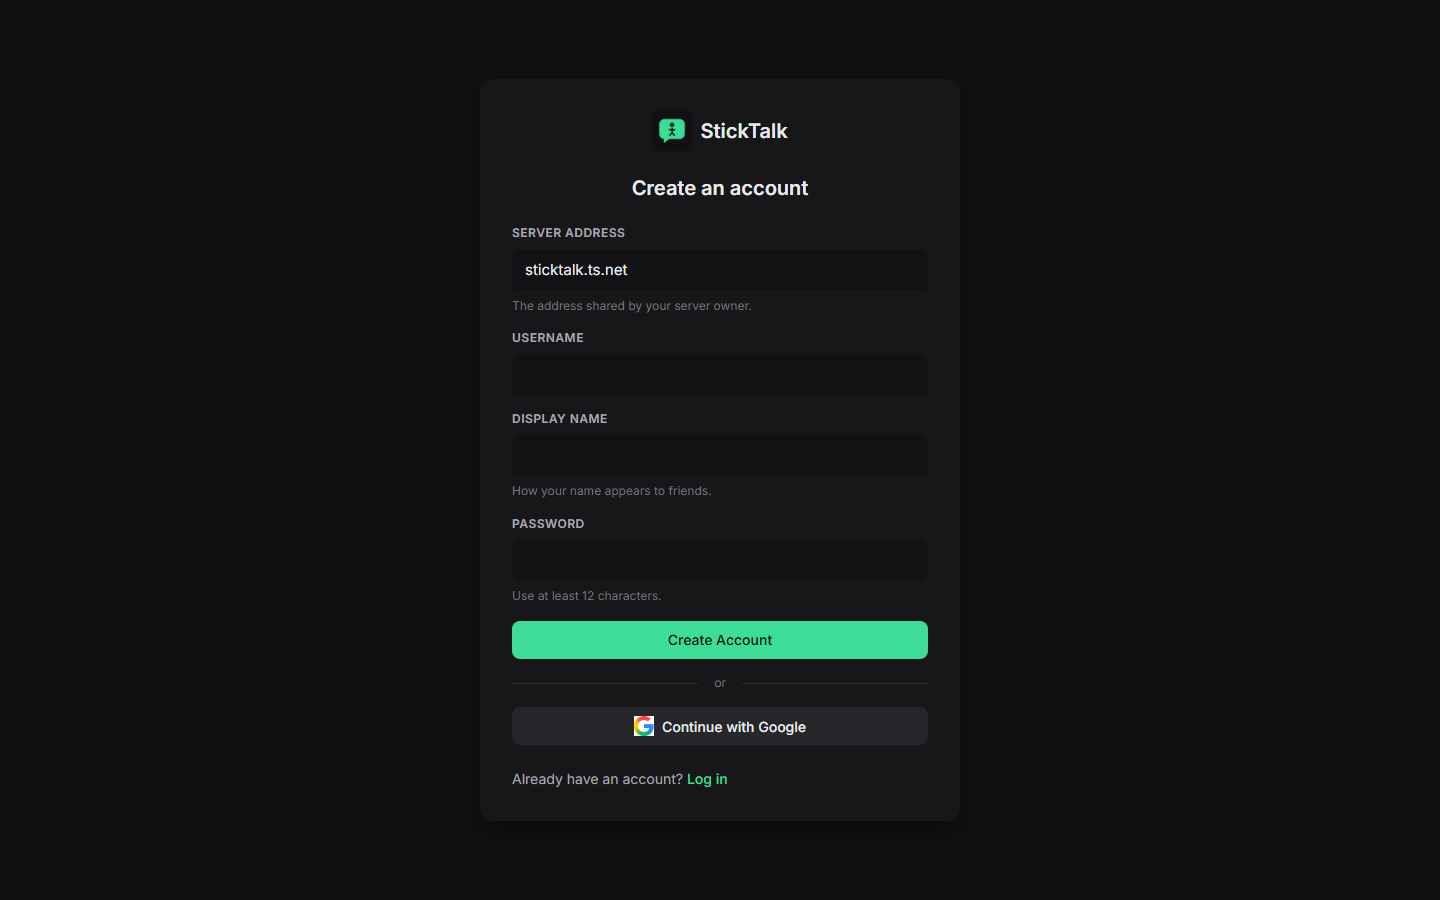 StickTalk
Create an account
SERVER ADDRESS
sticktalk.ts.net
The address shared by your server owner.
USERNAME
DISPLAY NAME
How your name appears to friends.
PASSWORD
Use at least 12 characters.
Create Account
or
Continue with Google
Already have an account? Log in